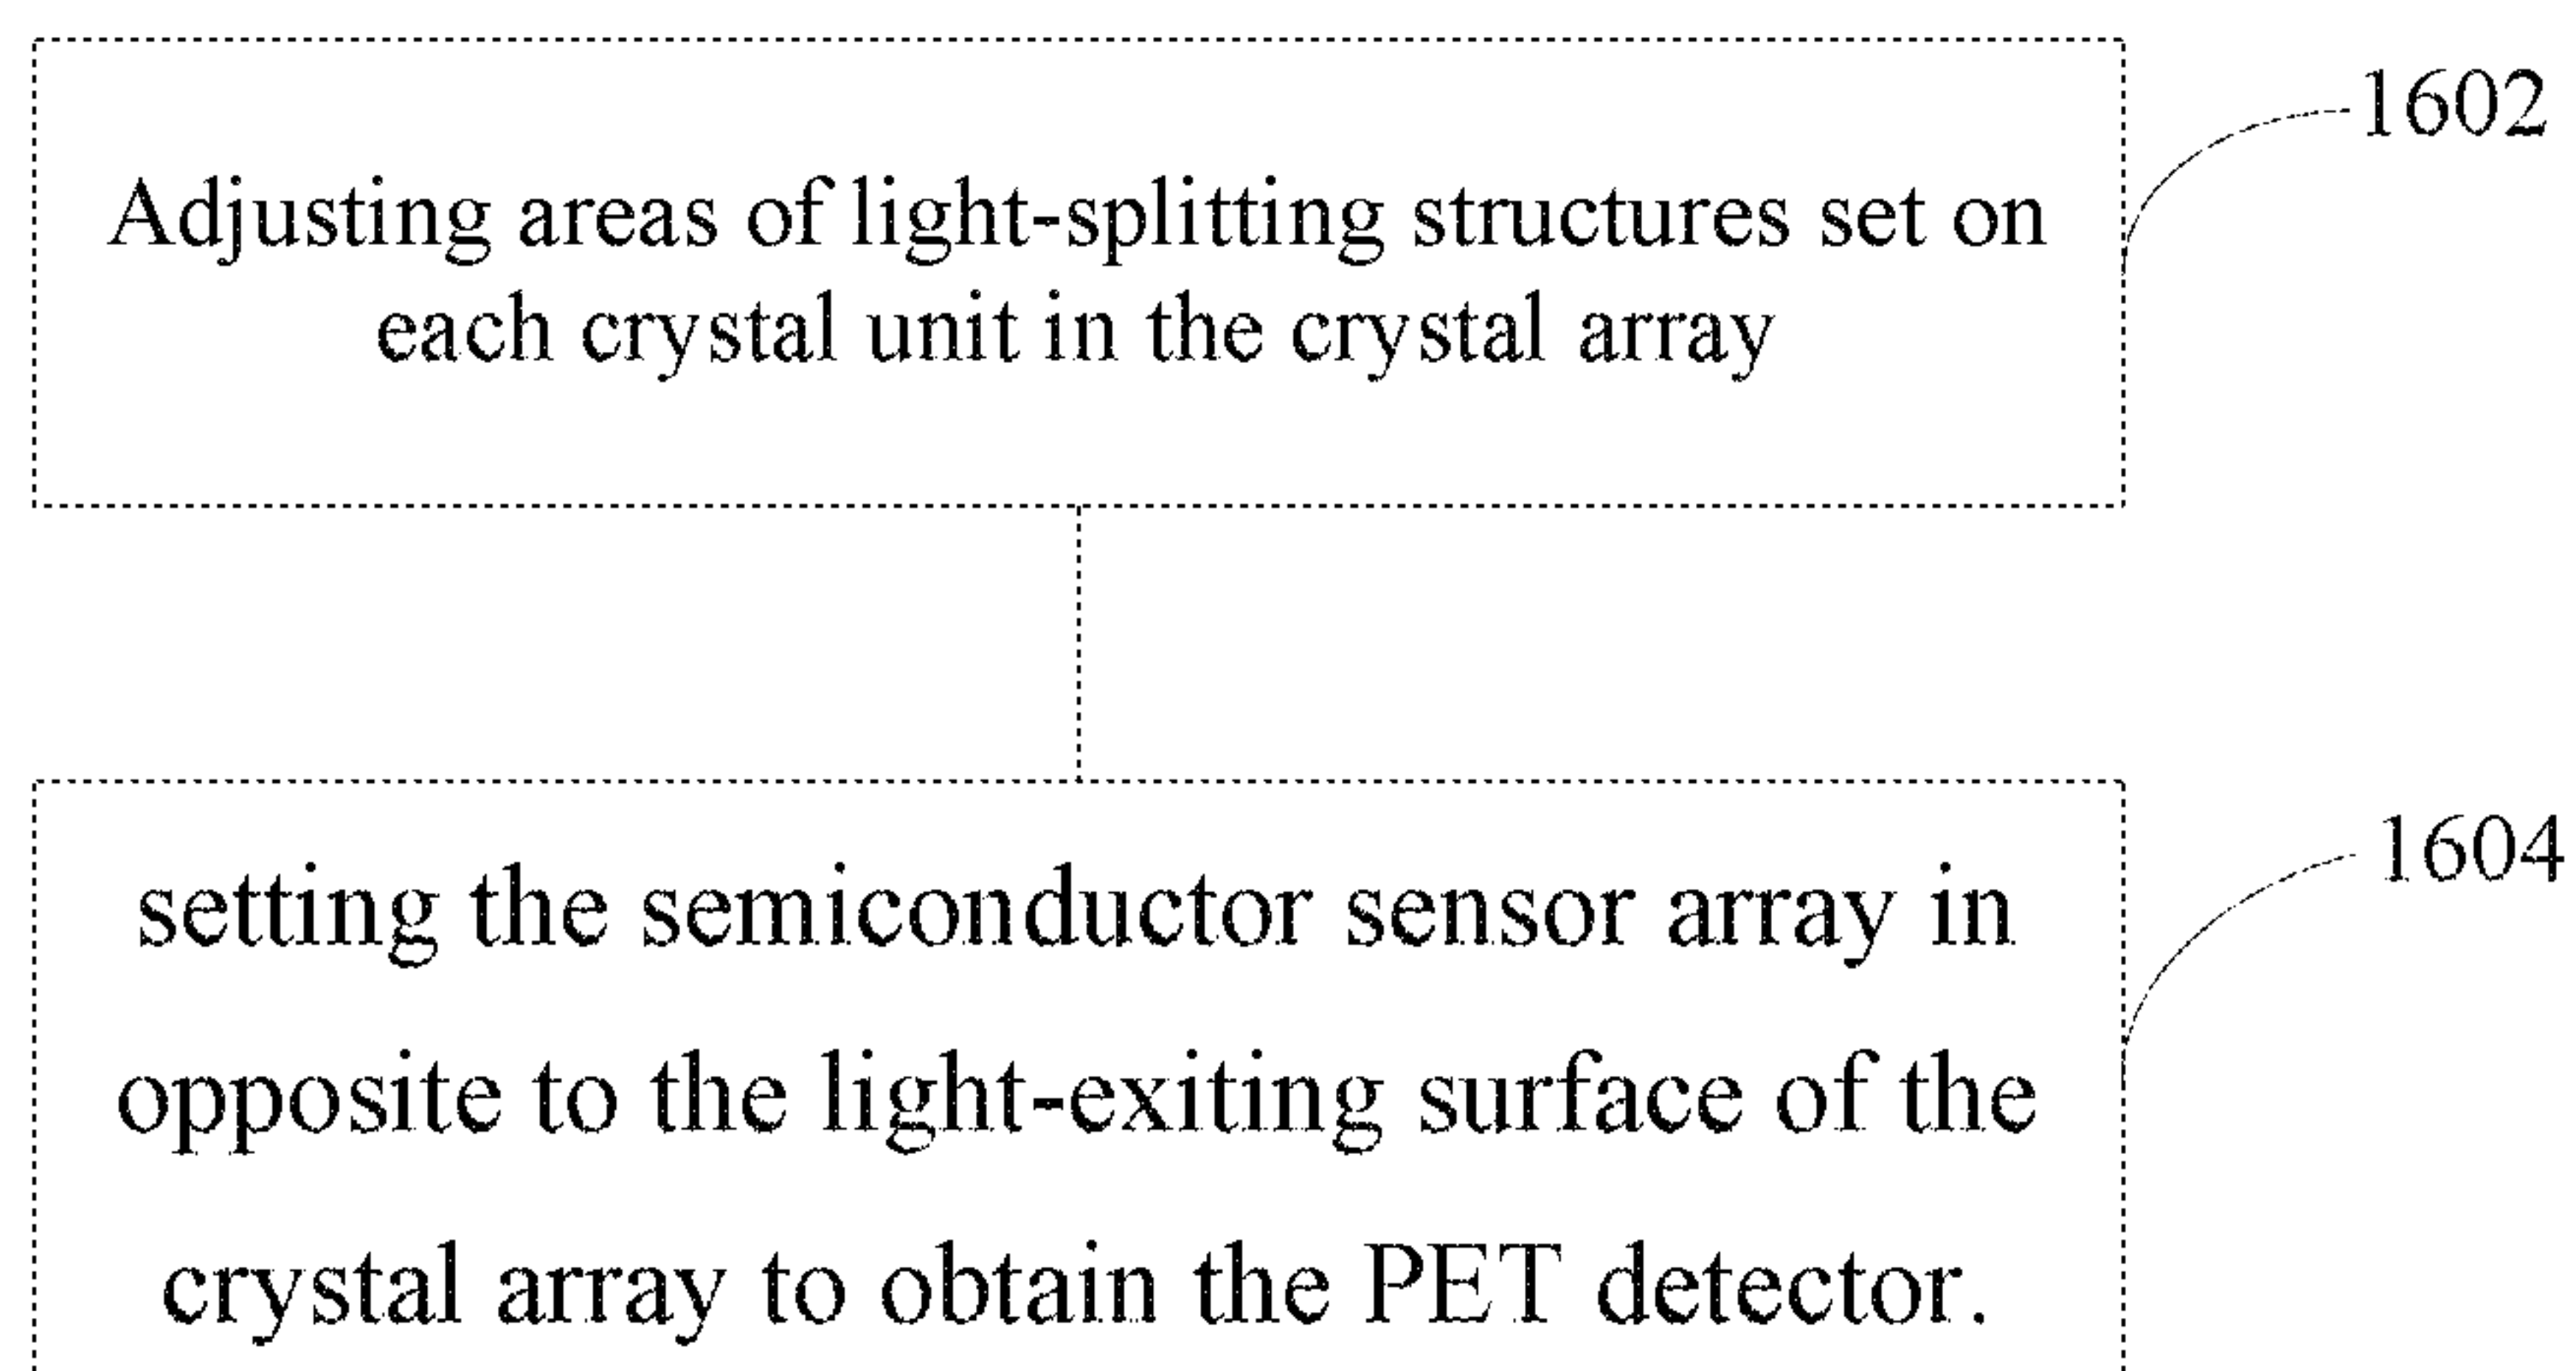 1602
Adjusting areas of light-splitting structures set on
each crystal unit in the crystal array
1604
setting the semiconductor sensor array in
opposite to the light-exiting surface of the
crystal array to obtain the PET detector.